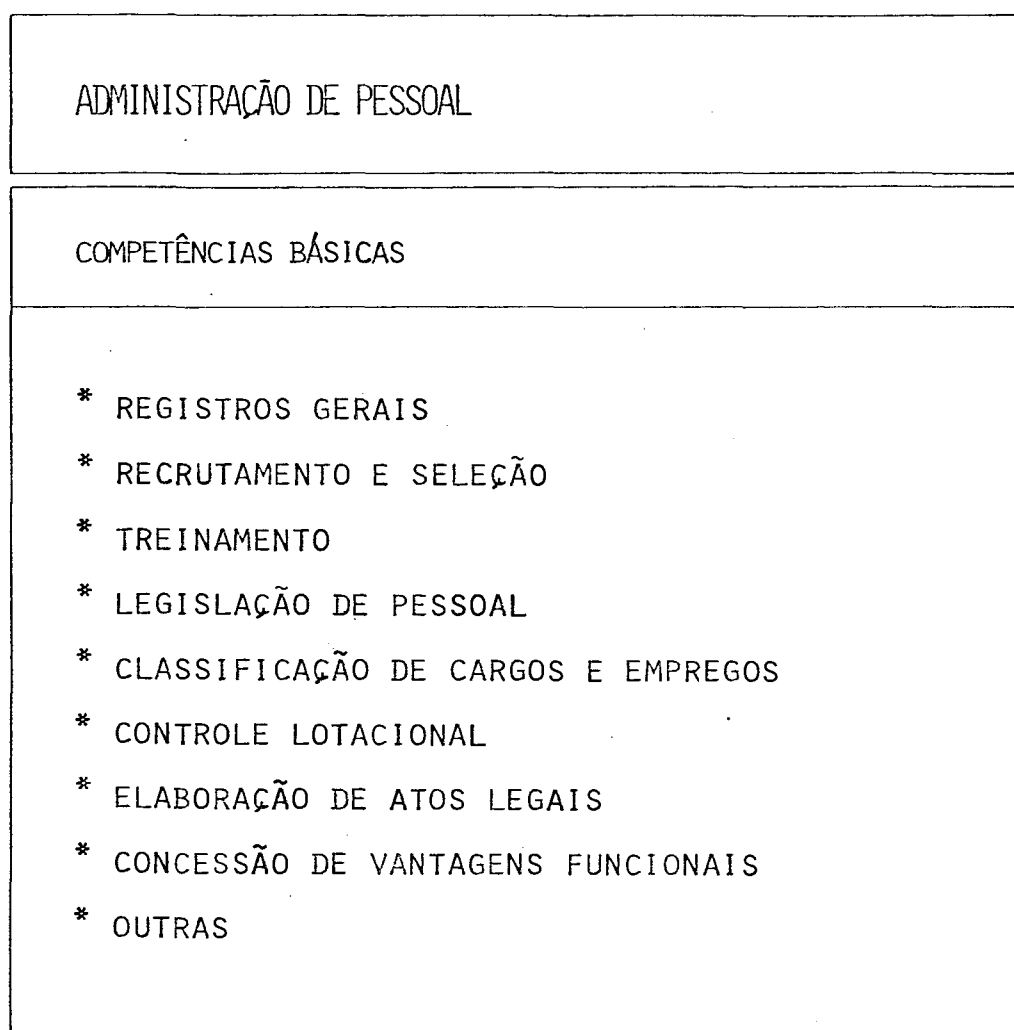 ADMINISTRAÇÃO DE PESSOAL
COMPETÊNCIAS BÁSICAS
* REGISTROS GERAIS
* RECRUTAMENTO E SELEÇÃO
* TREINAMENTO
* LEGISLAÇÃO DE PESSOAL
* CLASSIFICAÇÃO DE CARGOS E EMPREGOS
* CONTROLE LOTACIONAL
* ELABORAÇÃO DE ATOS LEGAIS
* CONCESSÃO DE VANTAGENS FUNCIONAIS
* OUTRAS